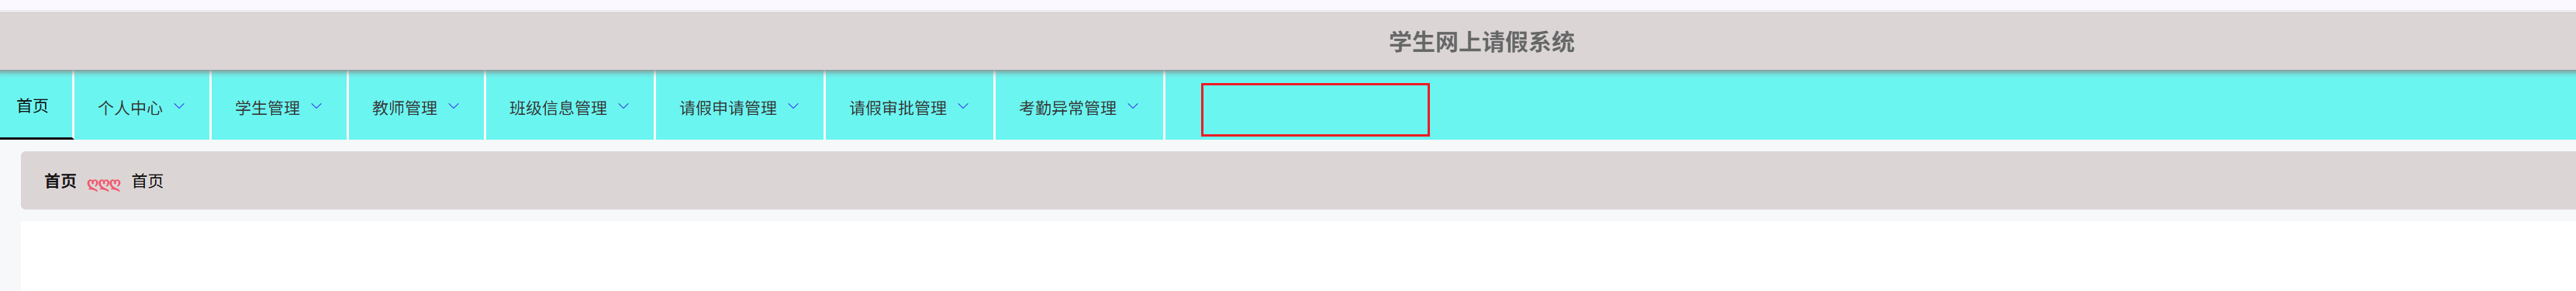 学生网上请假系统
首页 个人中心 学生管理 教师管理 班级信息管理 请假申请管理 请假审批管理 考勤异常管理
首页 ღღღ 首页